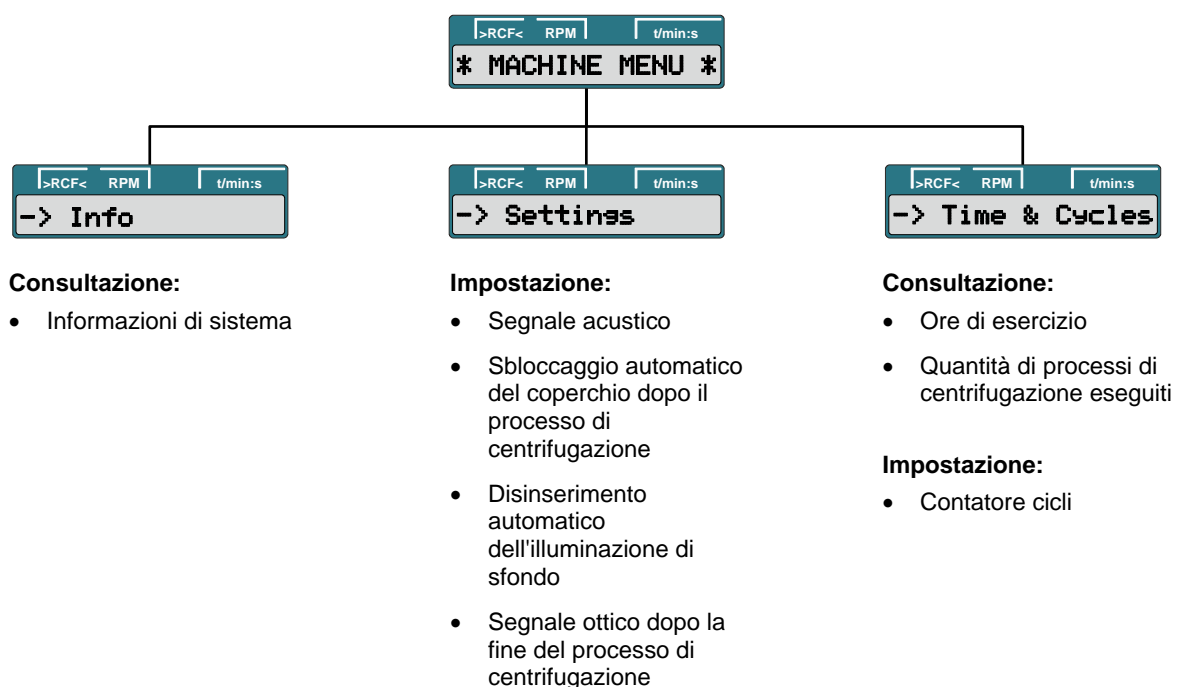 >RCF< RPM t/min:s
* MACHINE MENU *
>RCF< RPM t/min:s
-> Info
Consultazione:
• Informazioni di sistema
>RCF< RPM t/min:s
-> Settings
Impostazione:
• Segnale acustico
• Sbloccaggio automatico
del coperchio dopo il
processo di
centrifugazione
• Disinserimento
automatico
dell'illuminazione di
sfondo
• Segnale ottico dopo la
fine del processo di
centrifugazione
>RCF< RPM t/min:s
-> Time & Cycles
Consultazione:
• Ore di esercizio
• Quantità di processi di
centrifugazione eseguiti
Impostazione:
• Contatore cicli